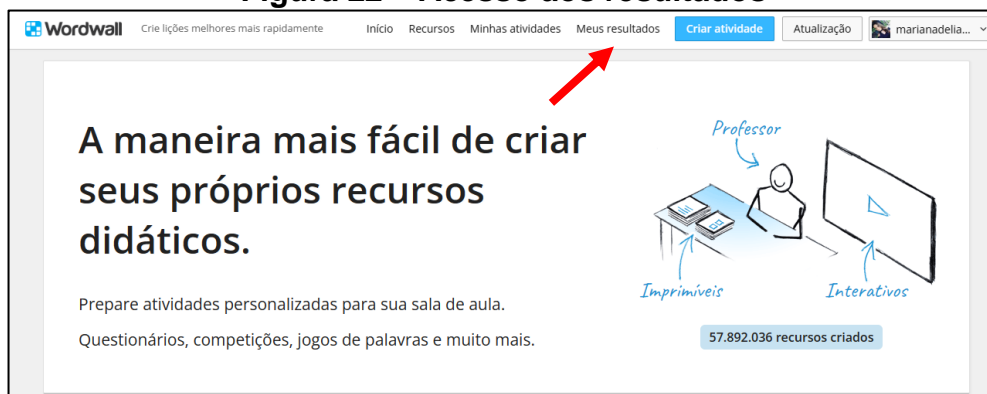 Wordwall Crie lições melhores mais rapidamente Início Recursos Minhas atividades Meus resultados Criar atividade Atualização marianadelia...
A maneira mais fácil de criar
seus próprios recursos
didáticos.
Prepare atividades personalizadas para sua sala de aula.
Questionários, competições, jogos de palavras e muito mais.
Professor
Imprimíveis
Interativos
57.892.036 recursos criados